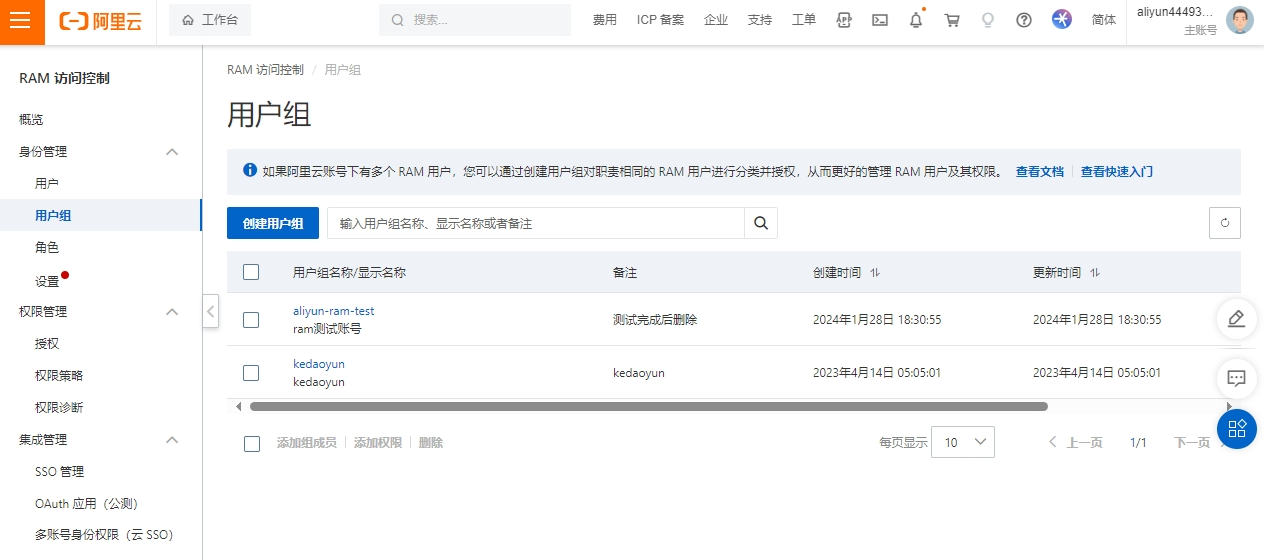 阿里云
工作台
搜索...
费用 ICP 备案 企业 支持 工单 简体
aliyun44493...
主账号
RAM 访问控制
概览
身份管理
用户
用户组
角色
设置
权限管理
授权
权限策略
权限诊断
集成管理
SSO 管理
OAuth 应用（公测）
多账号身份权限（云 SSO）
RAM 访问控制 / 用户组
用户组
如果阿里云账号下有多个 RAM 用户，您可以通过创建用户组对职责相同的 RAM 用户进行分类并授权，从而更好的管理 RAM 用户及其权限。 查看文档 查看快速入门
创建用户组 输入用户组名称、显示名称或者备注
用户组名称/显示名称 备注 创建时间 更新时间
aliyun-ram-test
ram测试账号 测试完成后删除 2024年1月28日 18:30:55 2024年1月28日 18:30:55
kedaoyun
kedaoyun kedaoyun 2023年4月14日 05:05:01 2023年4月14日 05:05:01
添加组成员 添加权限 删除 每页显示 10 上一页 1/1 下一页